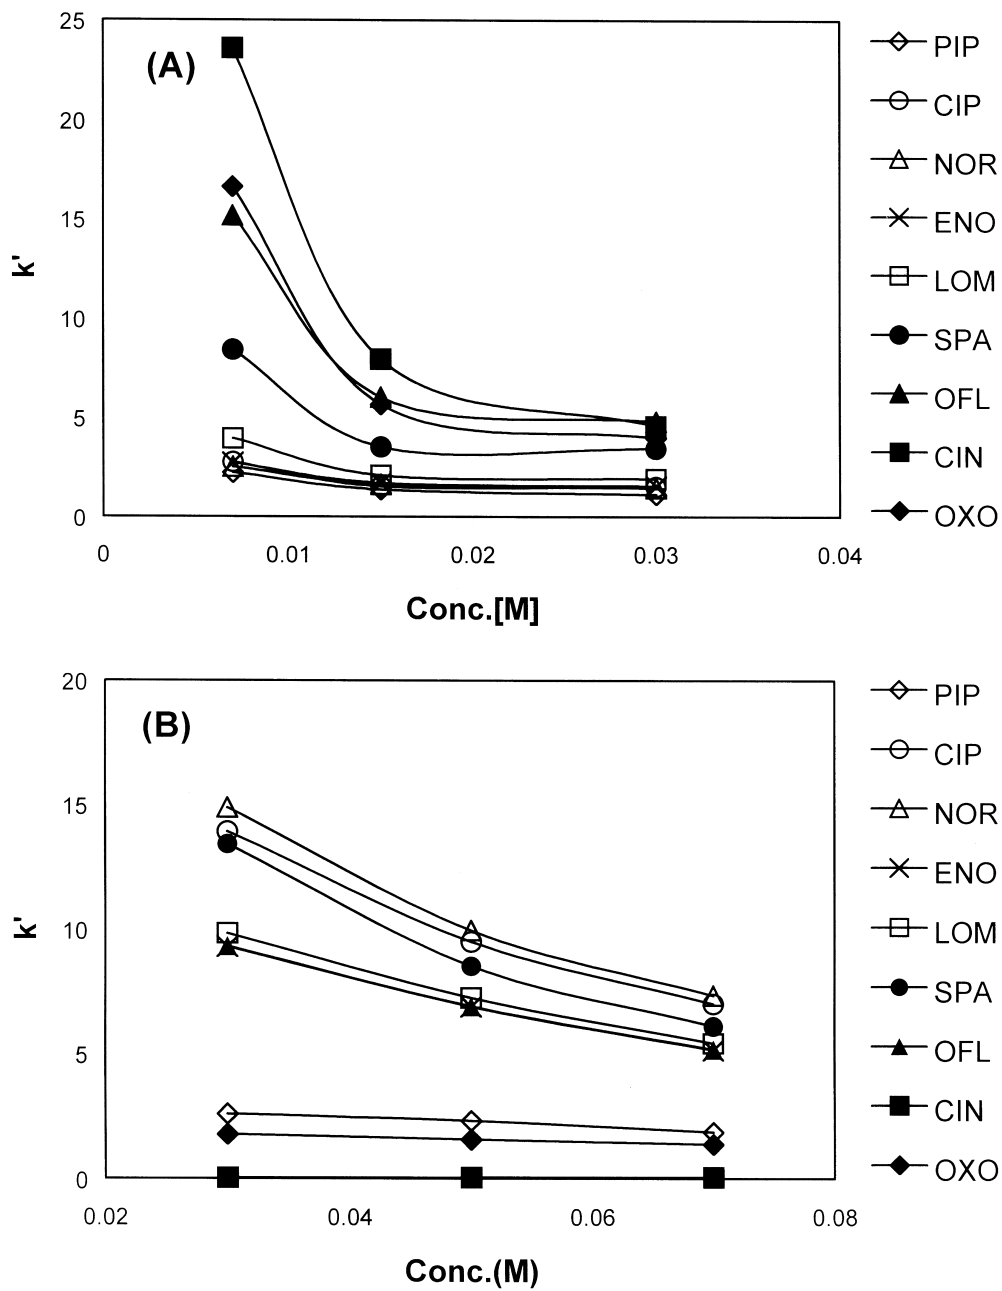 25
20
15
10
5
0
(A)
k'
0
0.01
0.02
0.03
0.04
Conc.[M]
PIP
CIP
NOR
ENO
LOM
SPA
OFL
CIN
OXO
20
15
10
5
0
(B)
k'
0.02
0.04
0.06
0.08
Conc.(M)
PIP
CIP
NOR
ENO
LOM
SPA
OFL
CIN
OXO